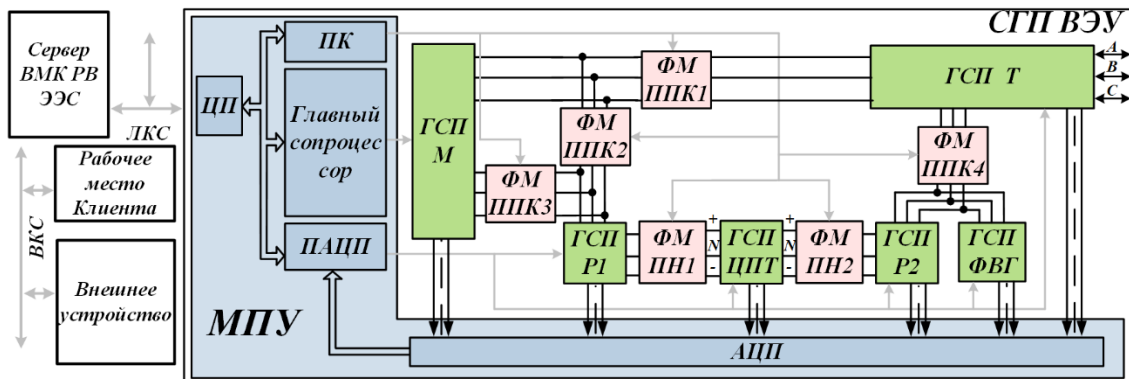 СГП ВЭУ
Сервер
ВМК РВ
ЭЭС
ЛКС
Рабочее
место
Клиента
ВКС
Внешнее
устройство
МПУ
ЦП
ПК
Главный
сопроцес
сор
ПАЦП
АЦП
ГСП
М
ФМ
ППК1
ФМ
ППК2
ФМ
ППК3
ГСП Т
A
B
C
ФМ
ППК4
ГСП
Р1
ФМ
ПН1
+
N
-
ГСП
ЦПТ
+
N
-
ФМ
ПН2
ГСП
Р2
ГСП
ФВГ